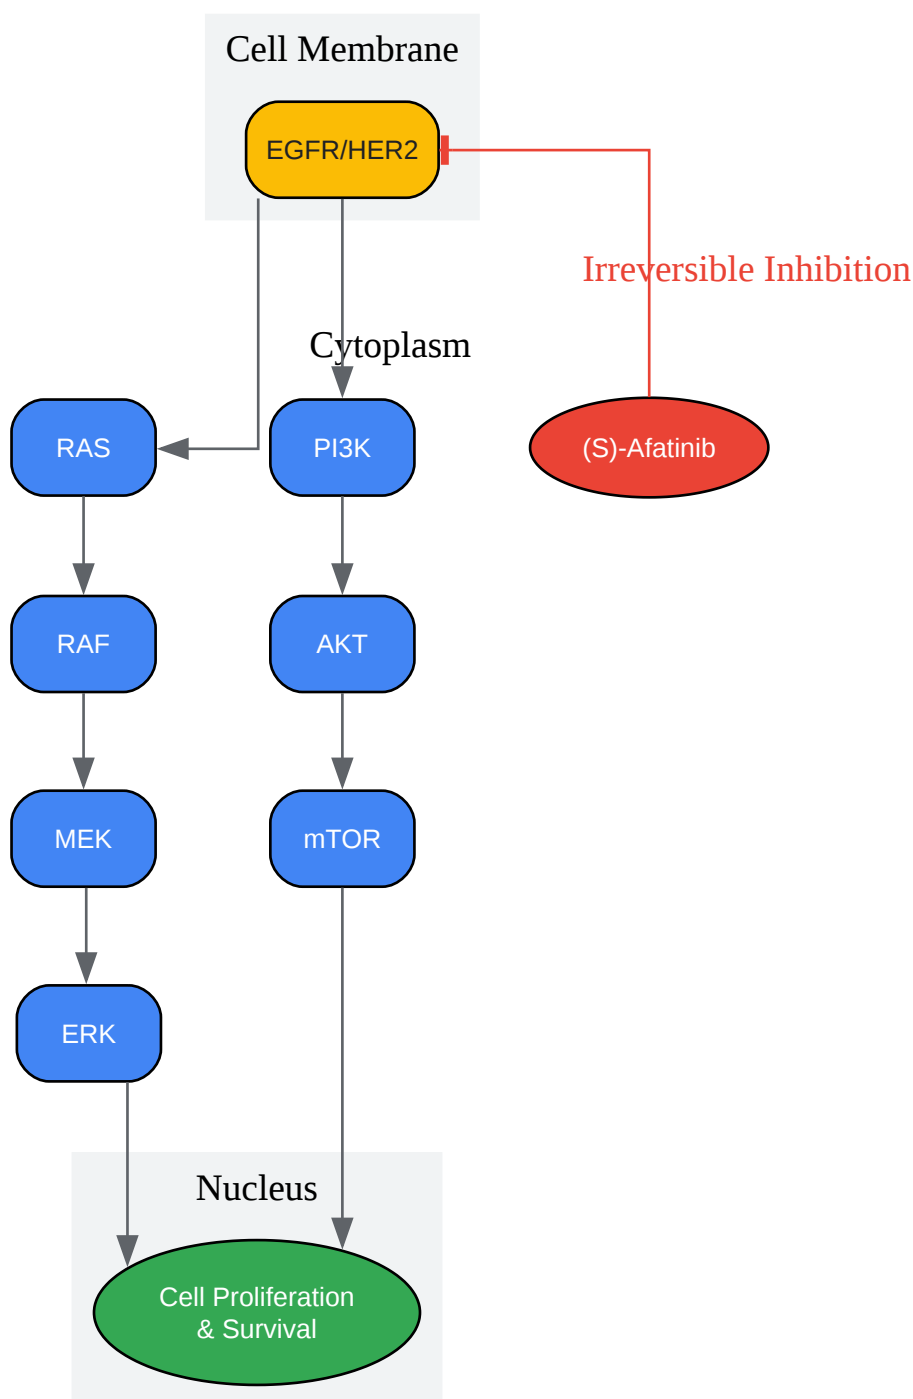 Cell Membrane
EGFR/HER2
Irreversible Inhibition
Cytoplasm
RAS
PI3K
(S)-Afatinib
RAF
AKT
MEK
mTOR
ERK
Nucleus
Cell Proliferation
& Survival